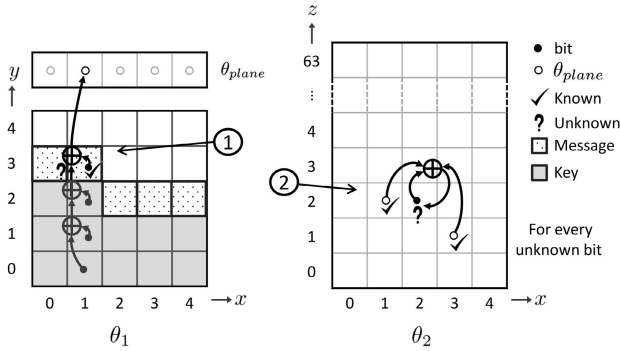 y
4
3
2
1
0
0 1 2 3 4
x
θplane
1
?
θ1
z
63
...
4
3
2
1
0
0 1 2 3 4
x
2
?
θ2
bit
θplane
Known
? Unknown
Message
Key
For every
unknown bit